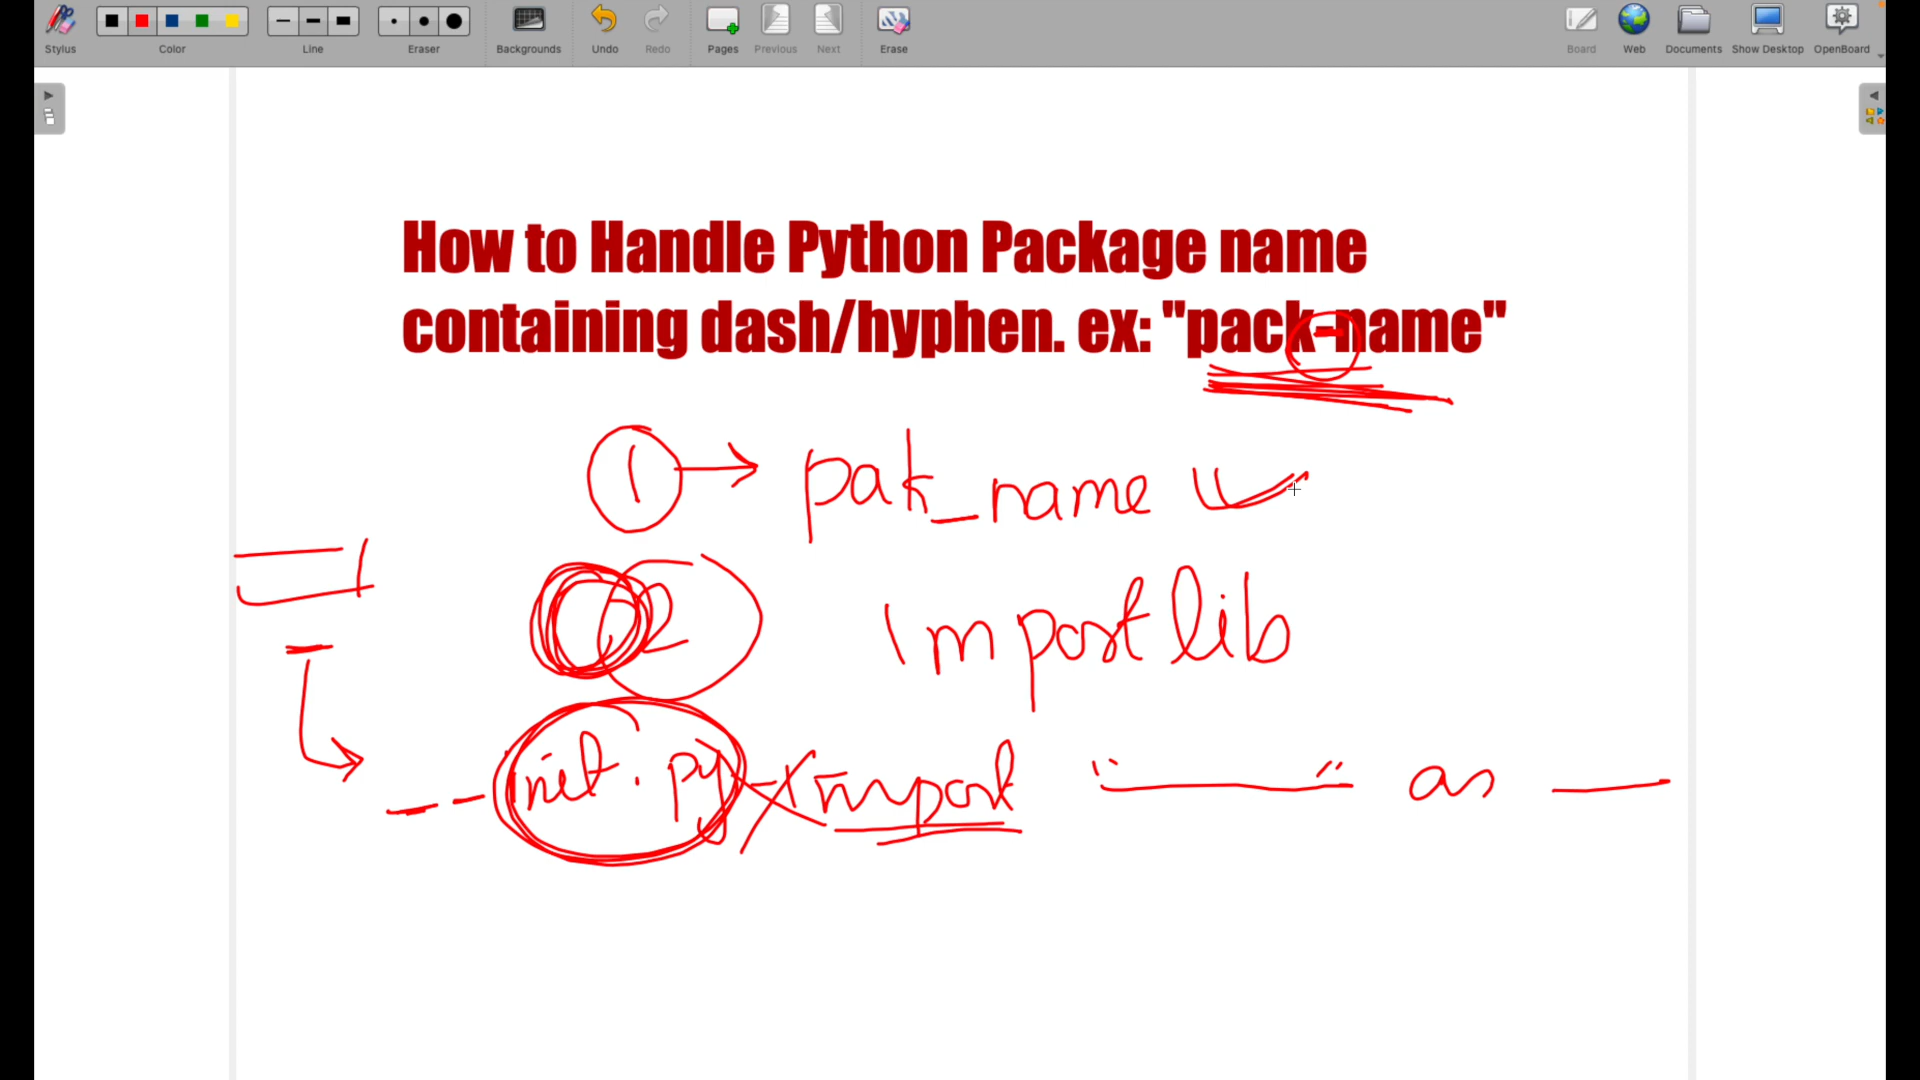 Stylus Color Line Eraser Backgrounds Undo Redo Pages Previous Next Erase Board Web Documents Show Desktop OpenBoard
How to Handle Python Package name
containing dash/hyphen. ex: "pack-name"
1 → pak_name
2 Importlib
--init.py-- import "——" as —